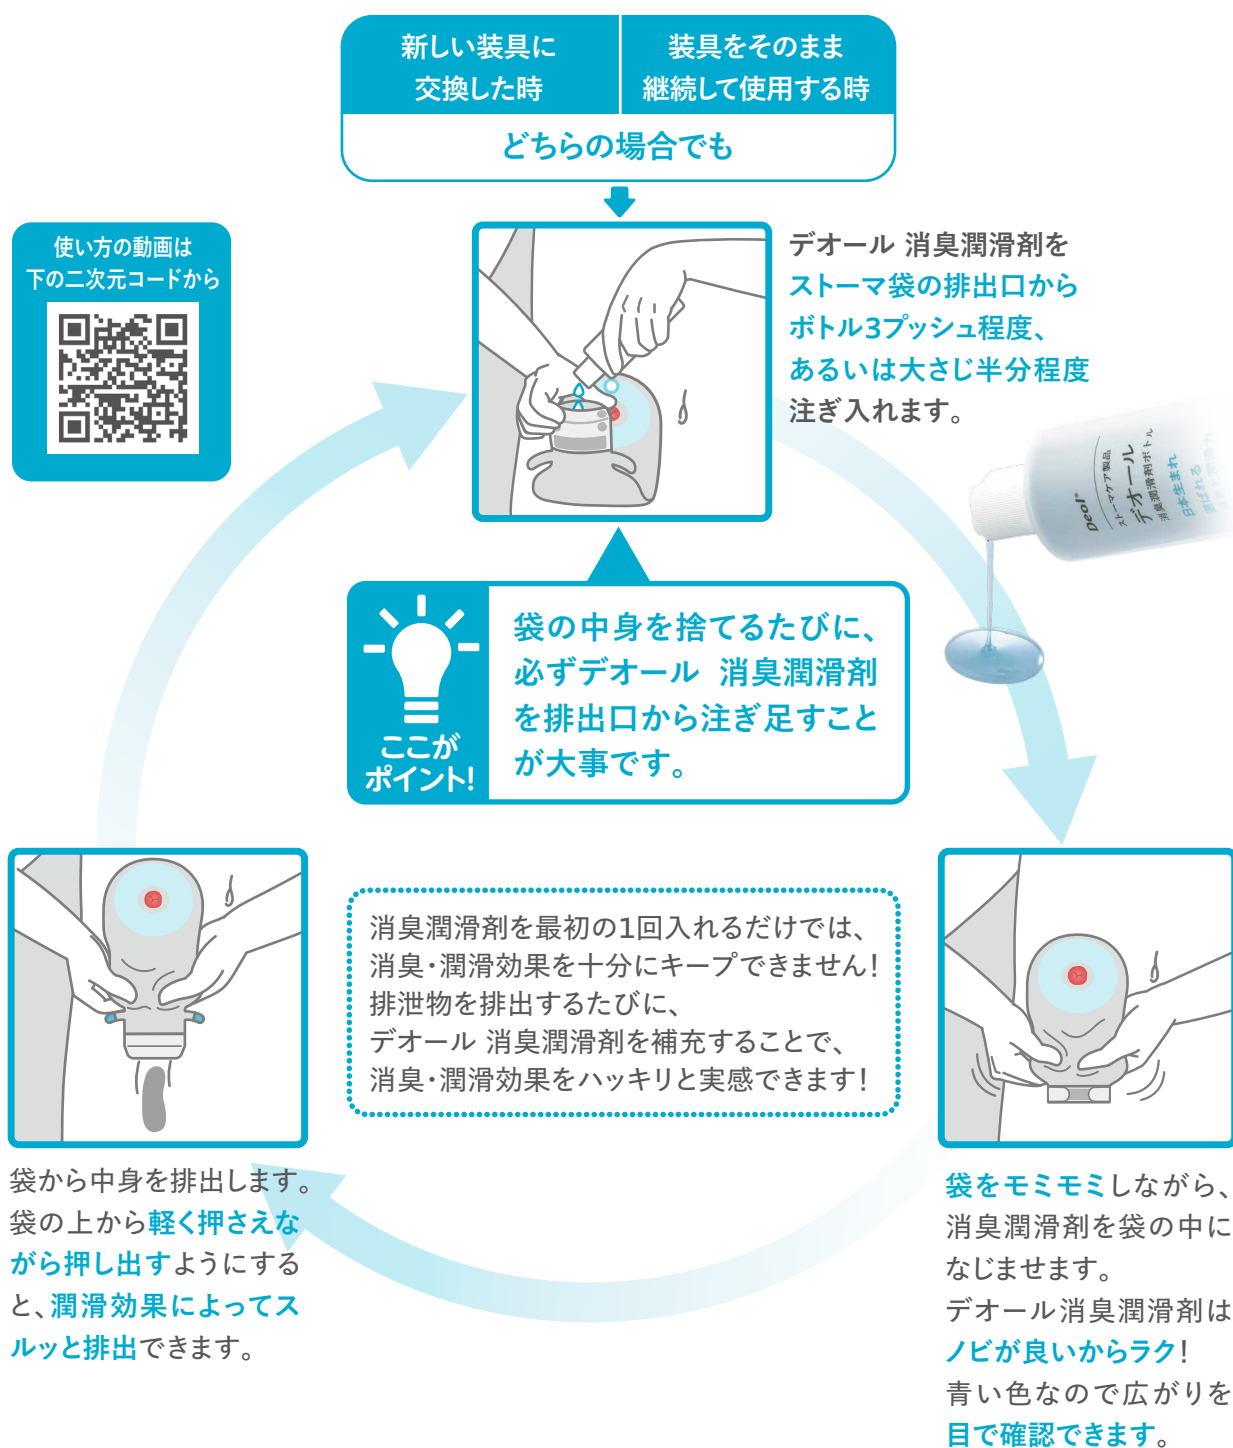 新しい装具に
交換した時
装具をそのまま
継続して使用する時
どちらの場合でも
使い方の動画は
下の二次元コードから
デオール 消臭潤滑剤を
ストーマ袋の排出口から
ボトル3プッシュ程度、
あるいは大さじ半分程度
注ぎ入れます。
Deol®
ストーマケア製品
デオール
消臭潤滑剤ボトル
日本生まれ
ここが
ポイント!
袋の中身を捨てるたびに、
必ずデオール 消臭潤滑剤
を排出口から注ぎ足すこと
が大事です。
消臭潤滑剤を最初の1回入れるだけでは、
消臭・潤滑効果を十分にキープできません!
排泄物を排出するたびに、
デオール 消臭潤滑剤を補充することで、
消臭・潤滑効果をハッキリと実感できます!
袋から中身を排出します。
袋の上から軽く押さえな
がら押し出すようにする
と、潤滑効果によってス
ルッと排出できます。
袋をモミモミしながら、
消臭潤滑剤を袋の中に
なじませます。
デオール消臭潤滑剤は
ノビが良いからラク!
青い色なので広がりを
目で確認できます。